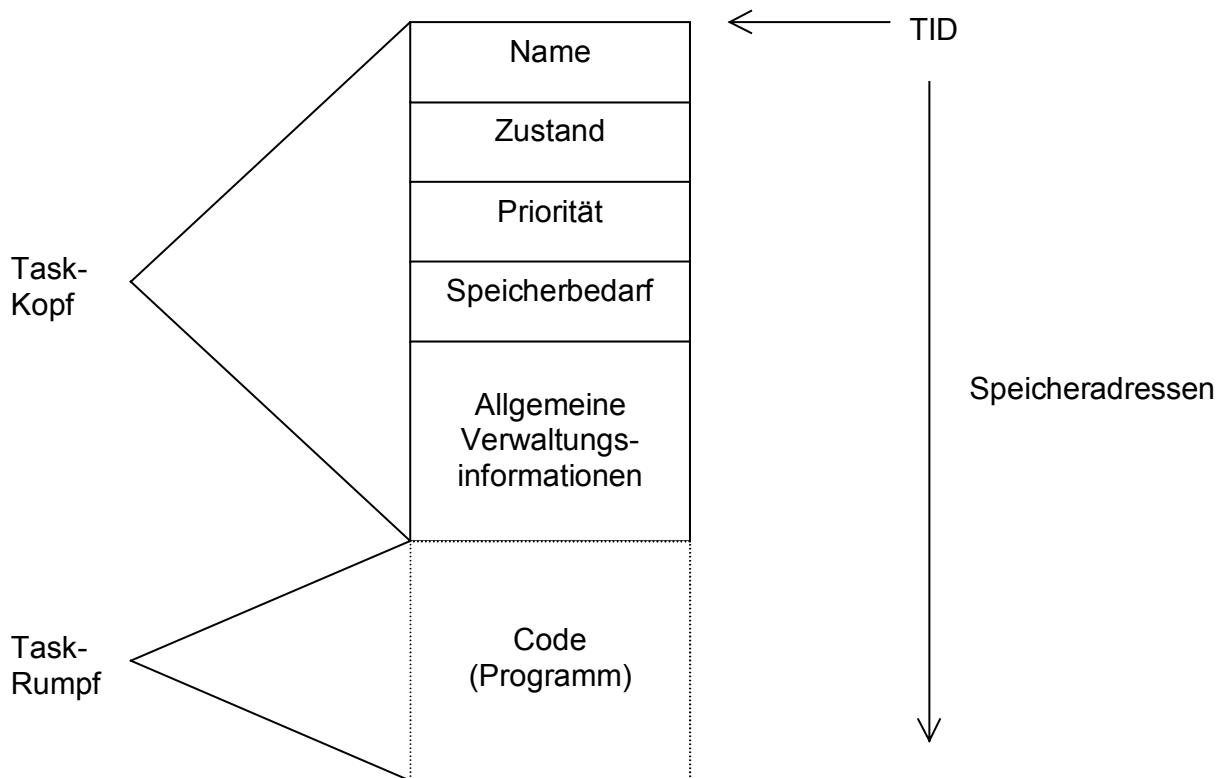 TID
Name
Zustand
Priorität
Task-
Kopf
Speicherbedarf
Allgemeine
Verwaltungs-
informationen
Speicheradressen
Task-
Rumpf
Code
(Programm)